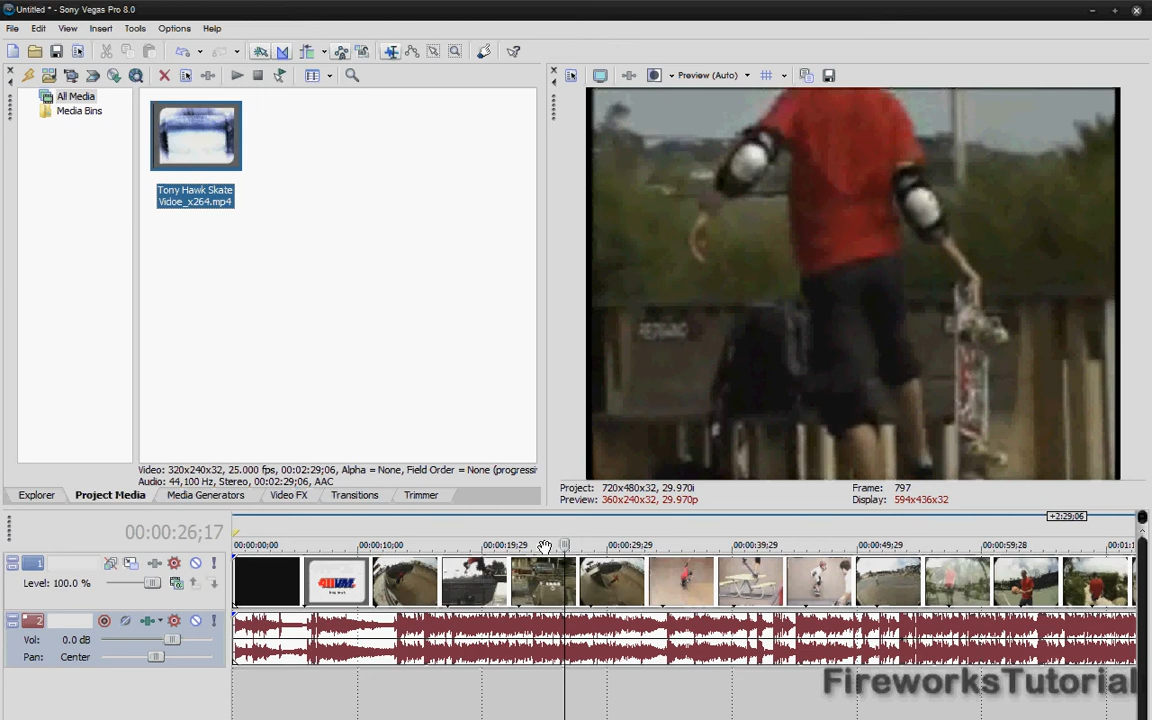 Untitled * - Sony Vegas Pro 8.0
File Edit View Insert Tools Options Help
Preview (Auto)
All Media
Media Bins
Tony Hawk Skate
Vidoe_x264.mp4
Video: 320x240x32, 25.000 fps, 00:02:29;06, Alpha = None, Field Order = None (progressi
Audio: 44,100 Hz, Stereo, 00:02:29;06, AAC
Explorer Project Media Media Generators Video FX Transitions Trimmer
Project: 720x480x32, 29.970i Frame: 797
Preview: 360x240x32, 29.970p Display: 594x436x32
00:00:26;17
+2:29;06
00:00:00;00 00:00:10;00 00:00:19;29 00:00:29;29 00:00:39;29 00:00:49;29 00:00:59;28 00:01:1
1
Level: 100.0 %
2
Vol: 0.0 dB
Pan: Center
FireworksTutorial